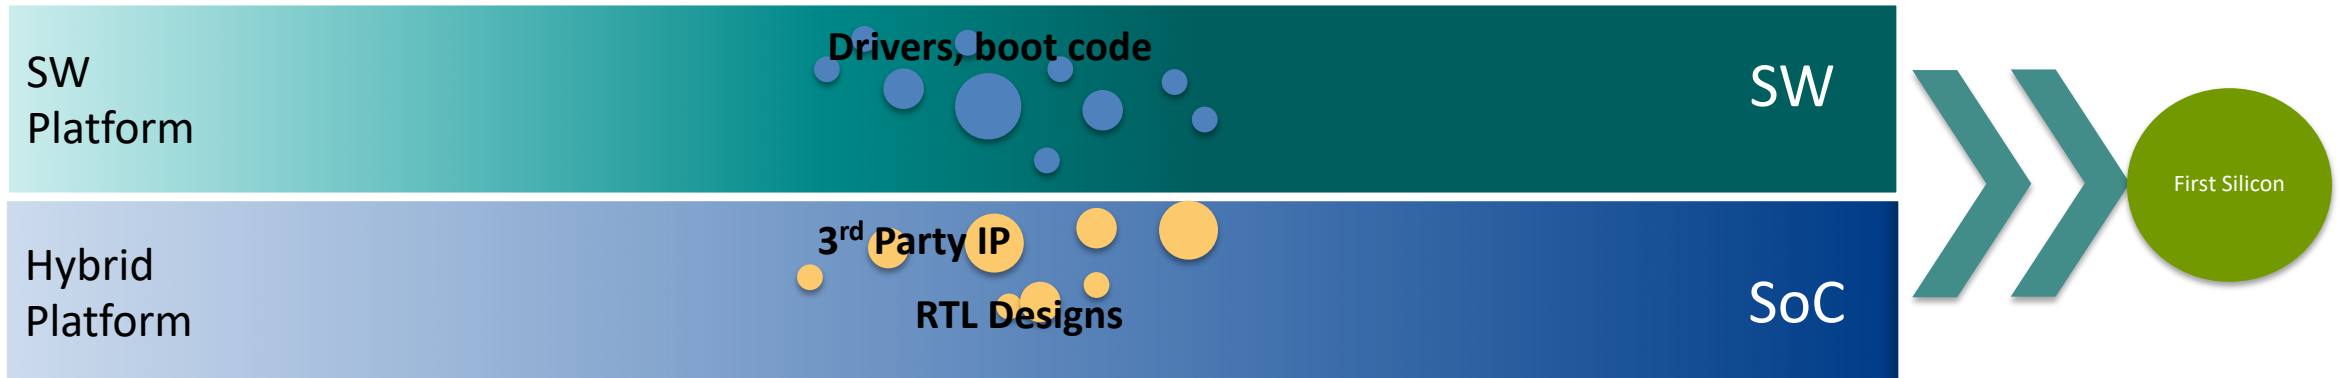 SW
Platform
Drivers, boot code
SW
Hybrid
Platform
3rd Party IP
RTL Designs
SoC
First Silicon